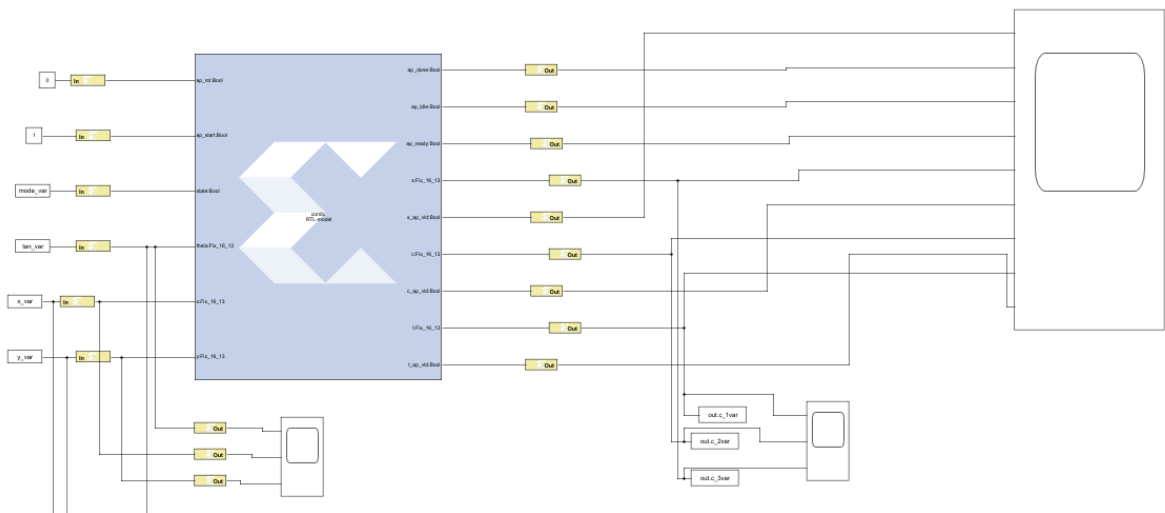 0
In
ap_rst:Bool
1
In
ap_start:Bool
mode_var
In
state:Bool
tan_var
In
theta:Fix_16_13
x_var
In
x:Fix_16_13
y_var
In
y:Fix_16_13
RTL-model
ap_done:Bool
Out
ap_idle:Bool
Out
ap_ready:Bool
Out
s:Fix_16_13
Out
s_ap_vld:Bool
Out
c:Fix_16_13
Out
c_ap_vld:Bool
Out
t:Fix_16_13
Out
t_ap_vld:Bool
Out
Out
Out
Out
out.c_1var
out.c_2var
out.c_3var